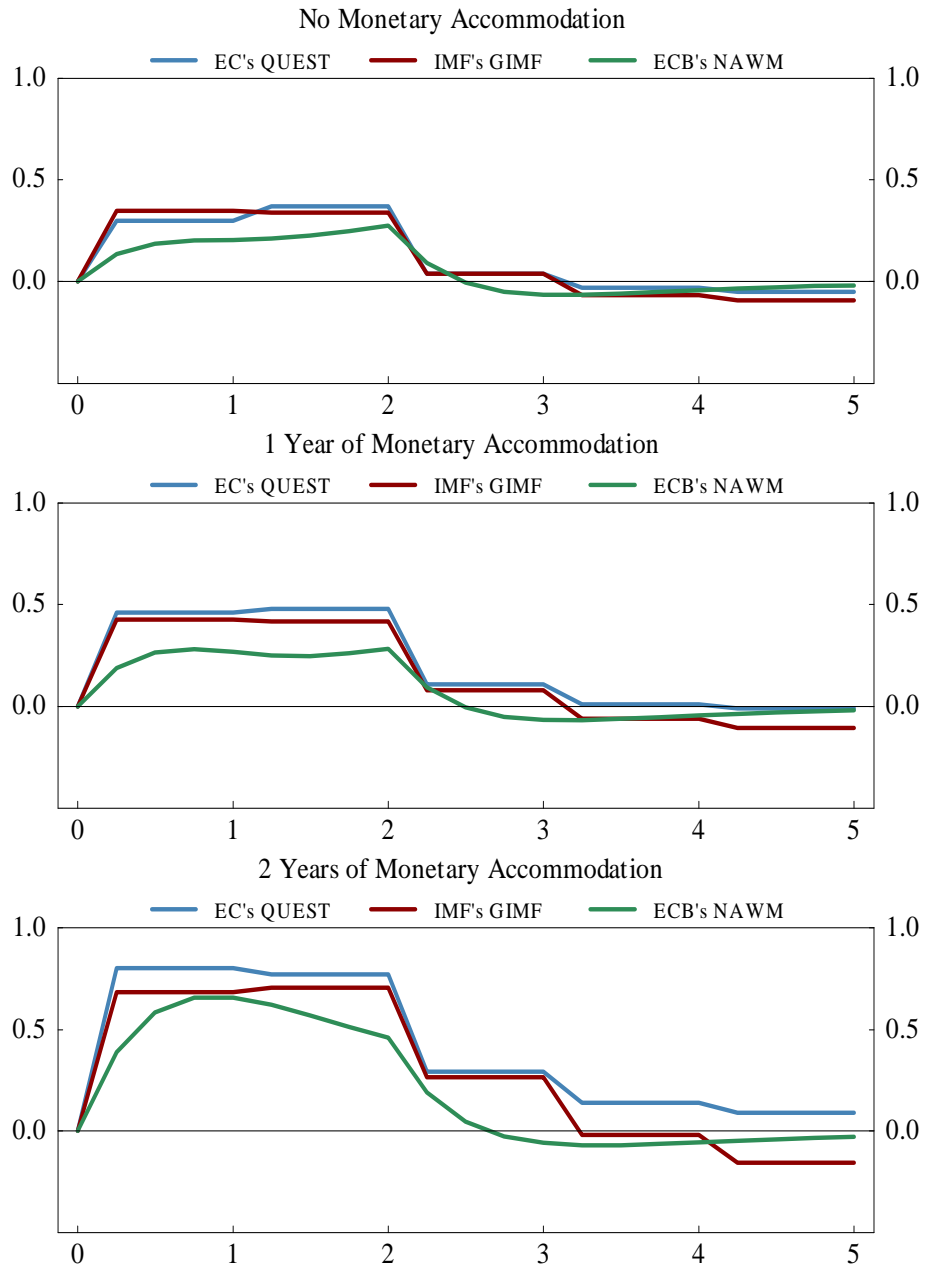 No Monetary Accommodation
EC's QUEST IMF's GIMF ECB's NAWM
1.0 1.0
0.5 0.5
0.0 0.0
0 1 2 3 4 5
1 Year of Monetary Accommodation
EC's QUEST IMF's GIMF ECB's NAWM
1.0 1.0
0.5 0.5
0.0 0.0
0 1 2 3 4 5
2 Years of Monetary Accommodation
EC's QUEST IMF's GIMF ECB's NAWM
1.0 1.0
0.5 0.5
0.0 0.0
0 1 2 3 4 5